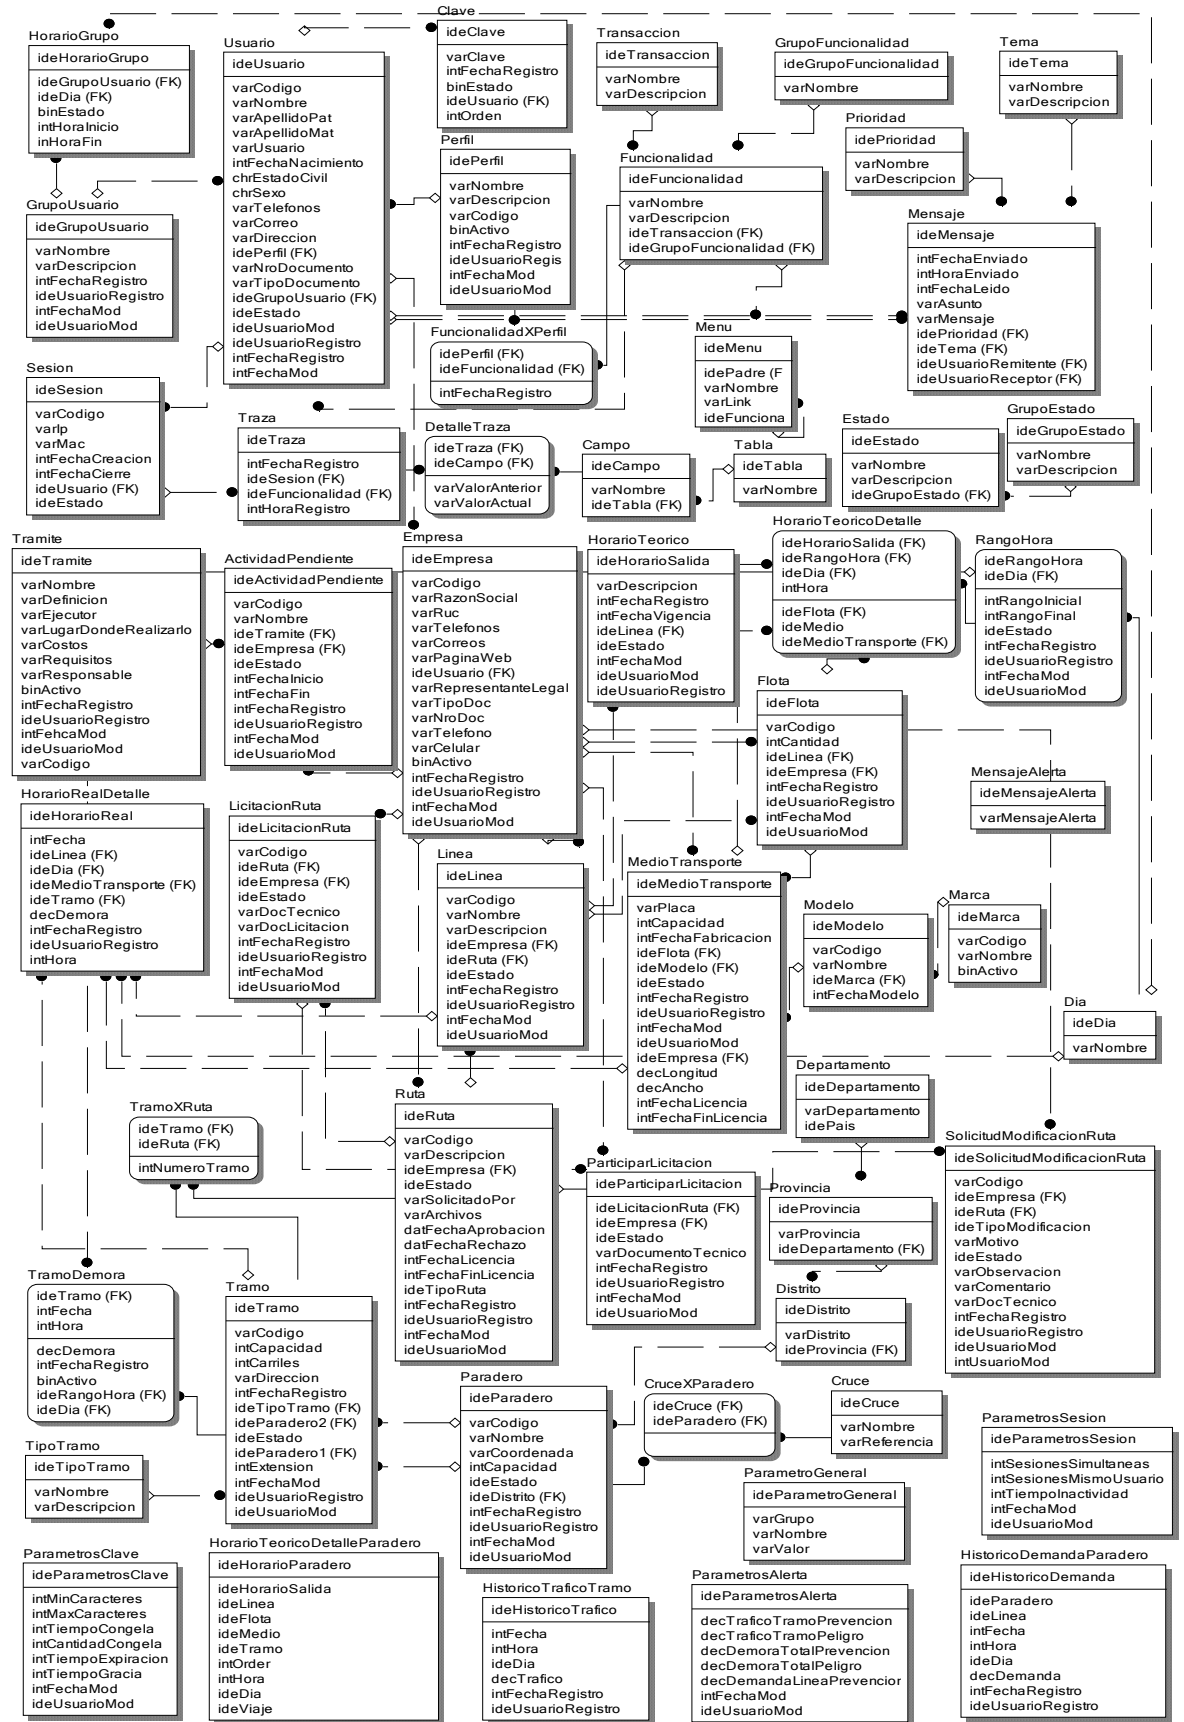 Clave
ideClave
varClave
intFechaRegistro
binEstado
ideUsuario (FK)
intOrden
HorarioGrupo
ideHorarioGrupo
ideGrupoUsuario (FK)
ideDia (FK)
binEstado
intHoraInicio
inHoraFin
Usuario
ideUsuario
varCodigo
varNombre
varApellidoPat
varApellidoMat
varUsuario
intFechaNacimiento
chrEstadoCivil
chrSexo
varTelefonos
varCorreo
varDireccion
idePerfil (FK)
varNroDocumento
varTipoDocumento
ideGrupoUsuario (FK)
ideEstado
ideUsuarioMod
ideUsuarioRegistro
intFechaRegistro
intFechaMod
Transaccion
ideTransaccion
varNombre
varDescripcion
GrupoFuncionalidad
ideGrupoFuncionalidad
varNombre
Tema
ideTema
varNombre
varDescripcion
Prioridad
idePrioridad
varNombre
varDescripcion
Perfil
idePerfil
varNombre
varDescripcion
varCodigo
binActivo
intFechaRegistro
ideUsuarioRegis
intFechaMod
ideUsuarioMod
Funcionalidad
ideFuncionalidad
varNombre
varDescripcion
ideTransaccion (FK)
ideGrupoFuncionalidad (FK)
GrupoUsuario
ideGrupoUsuario
varNombre
varDescripcion
intFechaRegistro
ideUsuarioRegistro
intFechaMod
ideUsuarioMod
Mensaje
ideMensaje
intFechaEnviado
intHoraEnviado
intFechaLeido
varAsunto
varMensaje
idePrioridad (FK)
ideTema (FK)
ideUsuarioRemitente (FK)
ideUsuarioReceptor (FK)
FuncionalidadXPerfil
idePerfil (FK)
ideFuncionalidad (FK)
intFechaRegistro
Menu
ideMenu
idePadre (F
varNombre
varLink
ideFunciona
Sesion
ideSesion
varCodigo
varIp
varMac
intFechaCreacion
intFechaCierre
ideUsuario (FK)
ideEstado
Traza
ideTraza
intFechaRegistro
ideSesion (FK)
ideFuncionalidad (FK)
intHoraRegistro
DetalleTraza
ideTraza (FK)
ideCampo (FK)
varValorAnterior
varValorActual
Campo
ideCampo
varNombre
ideTabla (FK)
Tabla
ideTabla
varNombre
Estado
ideEstado
varNombre
varDescripcion
ideGrupoEstado (FK)
GrupoEstado
ideGrupoEstado
varNombre
varDescripcion
Tramite
ideTramite
varNombre
varDefinicion
varEjecutor
varLugarDondeRealizarlo
varCostos
varRequisitos
varResponsable
binActivo
intFechaRegistro
ideUsuarioRegistro
intFehcaMod
ideUsuarioMod
varCodigo
ActividadPendiente
ideActividadPendiente
varCodigo
varNombre
ideTramite (FK)
ideEmpresa (FK)
ideEstado
intFechaInicio
intFechaFin
intFechaRegistro
ideUsuarioRegistro
intFechaMod
ideUsuarioMod
Empresa
ideEmpresa
varCodigo
varRazonSocial
varRuc
varTelefonos
varCorreos
varPaginaWeb
ideUsuario (FK)
varRepresentanteLegal
varTipoDoc
varNroDoc
varTelefono
varCelular
binActivo
intFechaRegistro
ideUsuarioRegistro
intFechaMod
ideUsuarioMod
HorarioTeorico
ideHorarioSalida
varDescripcion
intFechaRegistro
intFechaVigencia
ideLinea (FK)
ideEstado
intFechaMod
ideUsuarioMod
ideUsuarioRegistro
HorarioTeoricoDetalle
ideHorarioSalida (FK)
ideRangoHora (FK)
ideDia (FK)
intHora
ideFlota (FK)
ideMedio
ideMedioTransporte (FK)
RangoHora
ideRangoHora
ideDia (FK)
intRangoInicial
intRangoFinal
ideEstado
intFechaRegistro
ideUsuarioRegistro
intFechaMod
ideUsuarioMod
Flota
ideFlota
varCodigo
intCantidad
ideLinea (FK)
ideEmpresa (FK)
intFechaRegistro
ideUsuarioRegistro
intFechaMod
ideUsuarioMod
MensajeAlerta
ideMensajeAlerta
varMensajeAlerta
HorarioRealDetalle
ideHorarioReal
intFecha
ideLinea (FK)
ideDia (FK)
ideMedioTransporte (FK)
ideTramo (FK)
decDemora
intFechaRegistro
ideUsuarioRegistro
intHora
LicitacionRuta
ideLicitacionRuta
varCodigo
ideRuta (FK)
ideEmpresa (FK)
ideEstado
varDocTecnico
varDocLicitacion
intFechaRegistro
ideUsuarioRegistro
intFechaMod
ideUsuarioMod
Linea
ideLinea
varCodigo
varNombre
varDescripcion
ideEmpresa (FK)
ideRuta (FK)
ideEstado
intFechaRegistro
ideUsuarioRegistro
intFechaMod
ideUsuarioMod
MedioTransporte
ideMedioTransporte
varPlaca
intCapacidad
intFechaFabricacion
ideFlota (FK)
ideModelo (FK)
ideEstado
intFechaRegistro
ideUsuarioRegistro
intFechaMod
ideUsuarioMod
ideEmpresa (FK)
decLongitud
decAncho
intFechaLicencia
intFechaFinLicencia
Modelo
ideModelo
varCodigo
varNombre
ideMarca (FK)
intFechaModelo
Marca
ideMarca
varCodigo
varNombre
binActivo
Dia
ideDia
varNombre
Departamento
ideDepartamento
varDepartamento
idePais
TramoXRuta
ideTramo (FK)
ideRuta (FK)
intNumeroTramo
Ruta
ideRuta
varCodigo
varDescripcion
ideEmpresa (FK)
ideEstado
varSolicitadoPor
varArchivos
datFechaAprobacion
datFechaRechazo
intFechaLicencia
intFechaFinLicencia
ideTipoRuta
intFechaRegistro
ideUsuarioRegistro
intFechaMod
ideUsuarioMod
ParticiparLicitacion
ideParticiparLicitacion
ideLicitacionRuta (FK)
ideEmpresa (FK)
ideEstado
varDocumentoTecnico
intFechaRegistro
ideUsuarioRegistro
intFechaMod
ideUsuarioMod
Provincia
ideProvincia
varProvincia
ideDepartamento (FK)
SolicitudModificacionRuta
ideSolicitudModificacionRuta
varCodigo
ideEmpresa (FK)
ideRuta (FK)
ideTipoModificacion
varMotivo
ideEstado
varObservacion
varComentario
varDocTecnico
intFechaRegistro
ideUsuarioRegistro
ideUsuarioMod
intUsuarioMod
TramoDemora
ideTramo (FK)
intFecha
intHora
decDemora
intFechaRegistro
binActivo
ideRangoHora (FK)
ideDia (FK)
Tramo
ideTramo
varCodigo
intCapacidad
intCarriles
varDireccion
intFechaRegistro
ideTipoTramo (FK)
ideParadero2 (FK)
ideEstado
ideParadero1 (FK)
intExtension
intFechaMod
ideUsuarioRegistro
ideUsuarioMod
Distrito
ideDistrito
varDistrito
ideProvincia (FK)
Paradero
ideParadero
varCodigo
varNombre
varCoordenada
intCapacidad
ideEstado
ideDistrito (FK)
intFechaRegistro
ideUsuarioRegistro
intFechaMod
ideUsuarioMod
CruceXParadero
ideCruce (FK)
ideParadero (FK)
Cruce
ideCruce
varNombre
varReferencia
TipoTramo
ideTipoTramo
varNombre
varDescripcion
ParametroGeneral
ideParametroGeneral
varGrupo
varNombre
varValor
ParametrosSesion
ideParametrosSesion
intSesionesSimultaneas
intSesionesMismoUsuario
intTiempoInactividad
intFechaMod
ideUsuarioMod
ParametrosClave
ideParametrosClave
intMinCaracteres
intMaxCaracteres
intTiempoCongela
intCantidadCongela
intTiempoExpiracion
intTiempoGracia
intFechaMod
ideUsuarioMod
HorarioTeoricoDetalleParadero
ideHorarioParadero
ideHorarioSalida
ideLinea
ideFlota
ideMedio
ideTramo
intOrder
intHora
ideDia
ideViaje
HistoricoTraficoTramo
ideHistoricoTrafico
intFecha
intHora
ideDia
decTrafico
intFechaRegistro
ideUsuarioRegistro
ParametrosAlerta
ideParametrosAlerta
decTraficoTramoPrevencion
decTraficoTramoPeligro
decDemoraTotalPrevencion
decDemoraTotalPeligro
decDemandaLineaPrevencior
intFechaMod
ideUsuarioMod
HistoricoDemandaParadero
ideHistoricoDemanda
ideParadero
ideLinea
intFecha
intHora
ideDia
decDemanda
intFechaRegistro
ideUsuarioRegistro